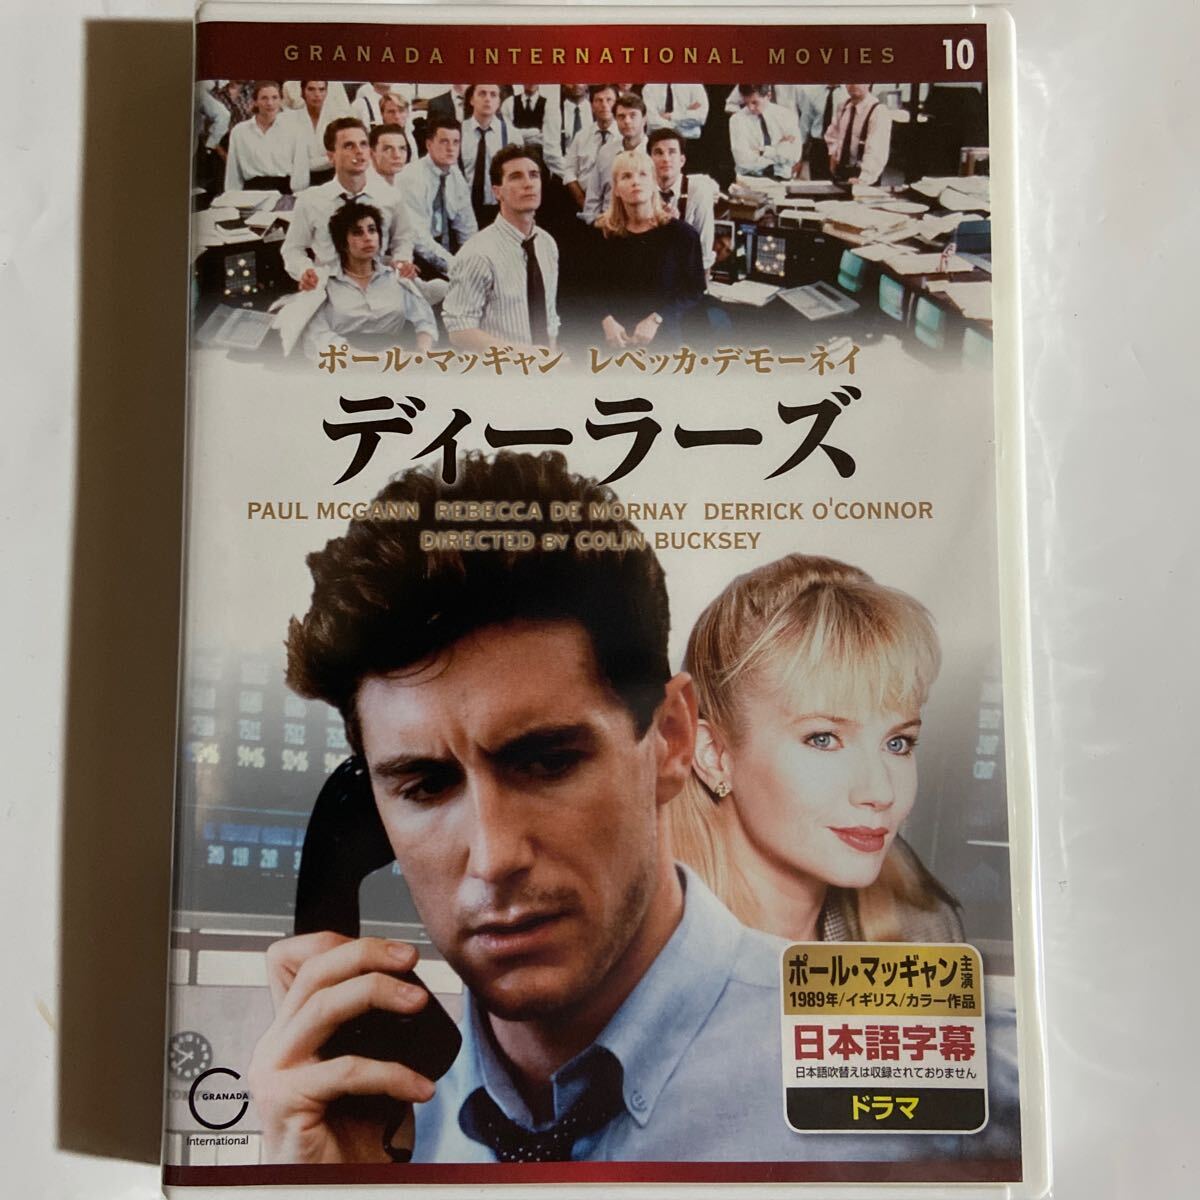 GRANADA INTERNATIONAL MOVIES 10
ポール・マッギャン レベッカ・デモーネイ
ディーラーズ
PAUL MCGANN REBECCA DE MORNAY DERRICK O'CONNOR
DIRECTED BY COLIN BUCKSEY
ポール・マッギャン主演
1989年/イギリス/カラー作品
日本語字幕
日本語吹替えは収録されておりません
ドラマ
GRANADA
International